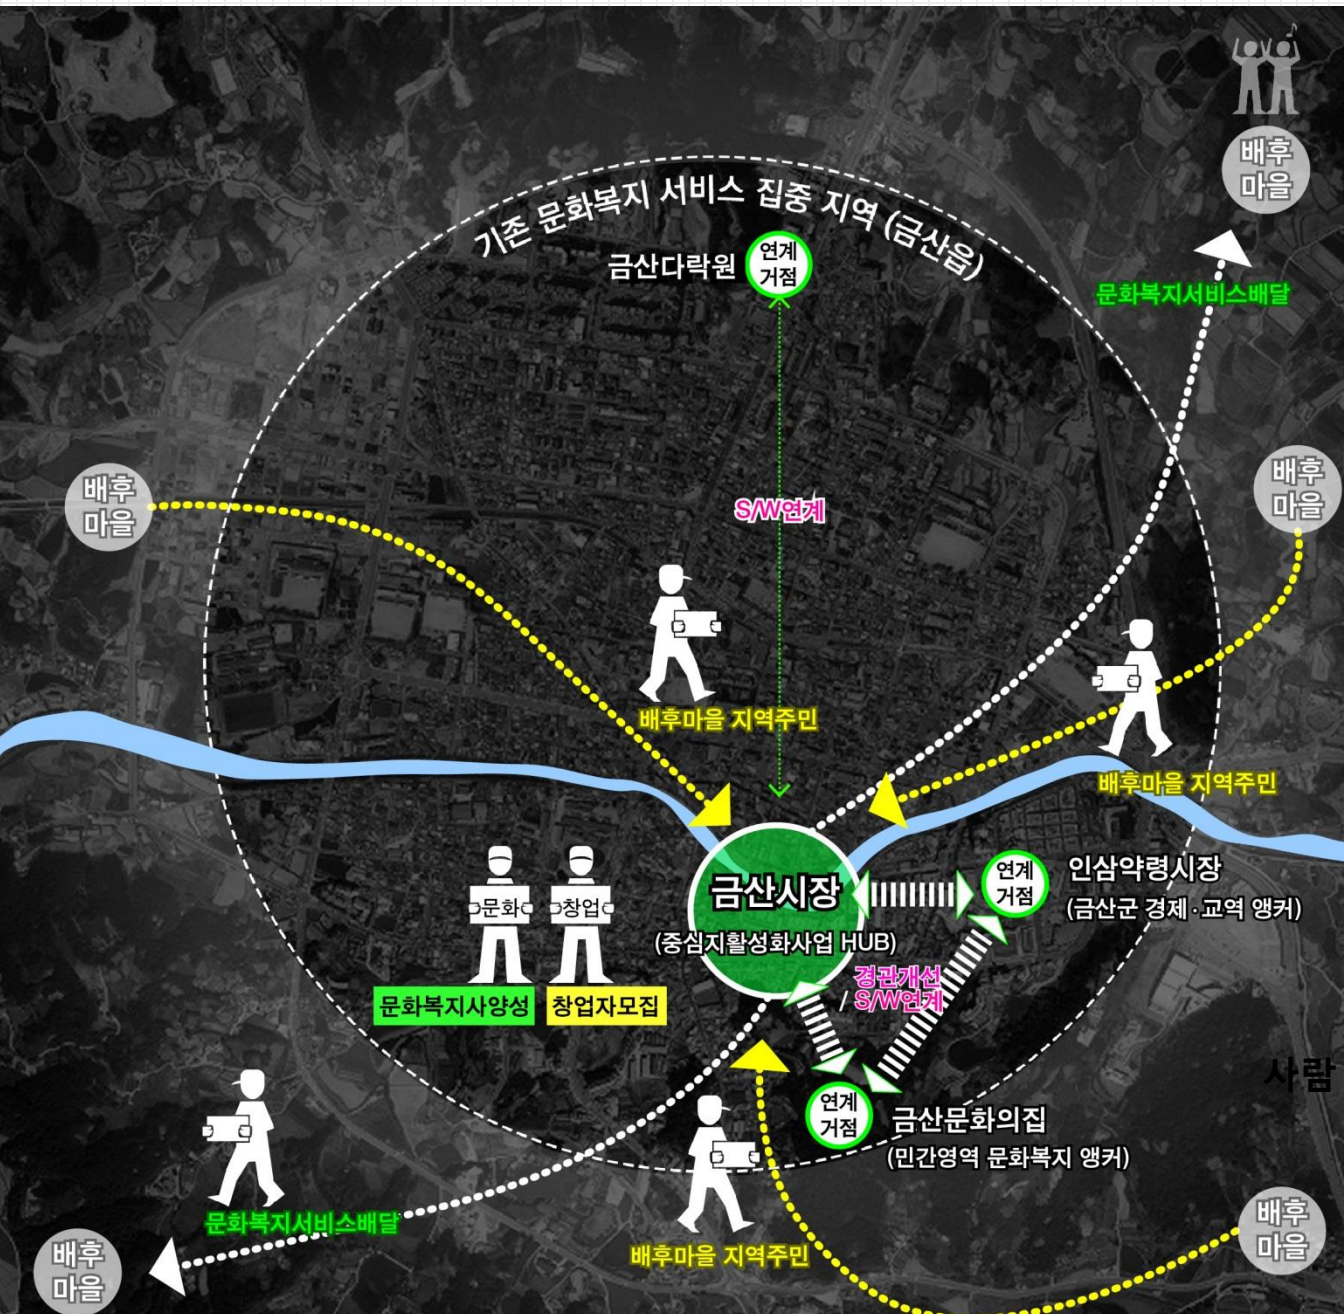 배후
마을
기존 문화복지 서비스 집중 지역 (금산읍)
금산다락원
연계
거점
문화복지서비스배달
배후
마을
배후
마을
S/W연계
배후마을 지역주민
배후마을 지역주민
금산시장
(중심지활성화사업 HUB)
연계
거점
인삼약령시장
(금산군 경제·교역 앵커)
문화
창업
문화복지사양성
창업자모집
경관개선
/ S/W연계
사람
연계
거점
금산문화의집
(민간영역 문화복지 앵커)
문화복지서비스배달
배후마을 지역주민
배후
마을
배후
마을